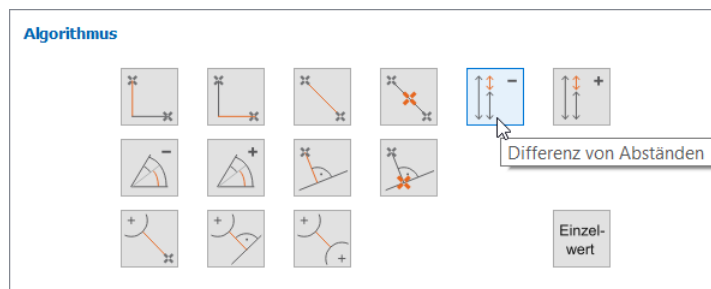 Algorithmus
− +
Differenz von Abständen
− +
+ + +
+
Einzel-
wert